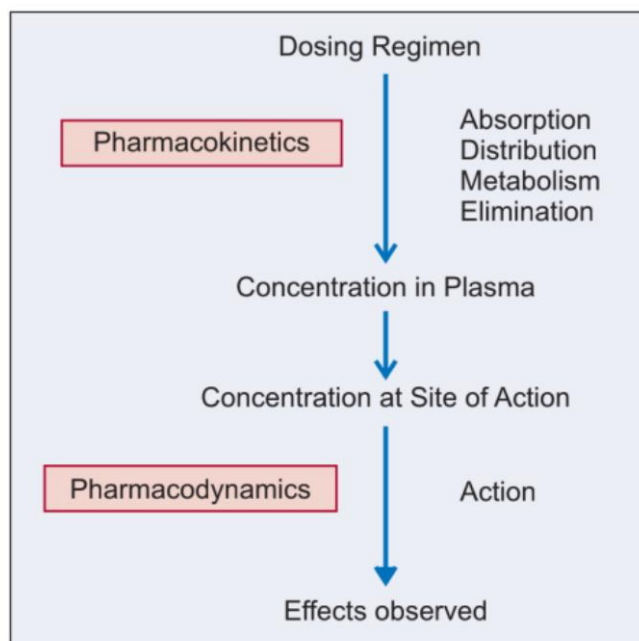 Dosing Regimen
Pharmacokinetics
Absorption
Distribution
Metabolism
Elimination
Concentration in Plasma
Concentration at Site of Action
Pharmacodynamics
Action
Effects observed